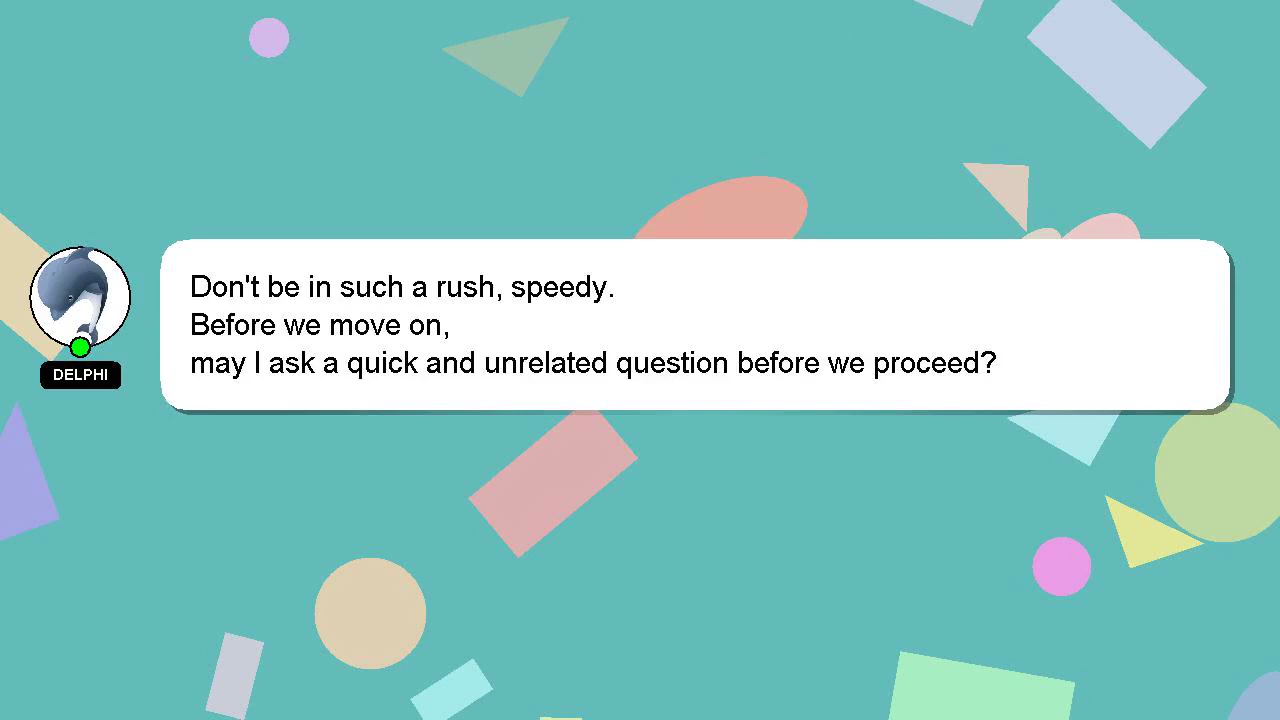 Don't be in such a rush, speedy.
Before we move on,
may I ask a quick and unrelated question before we proceed?
DELPHI